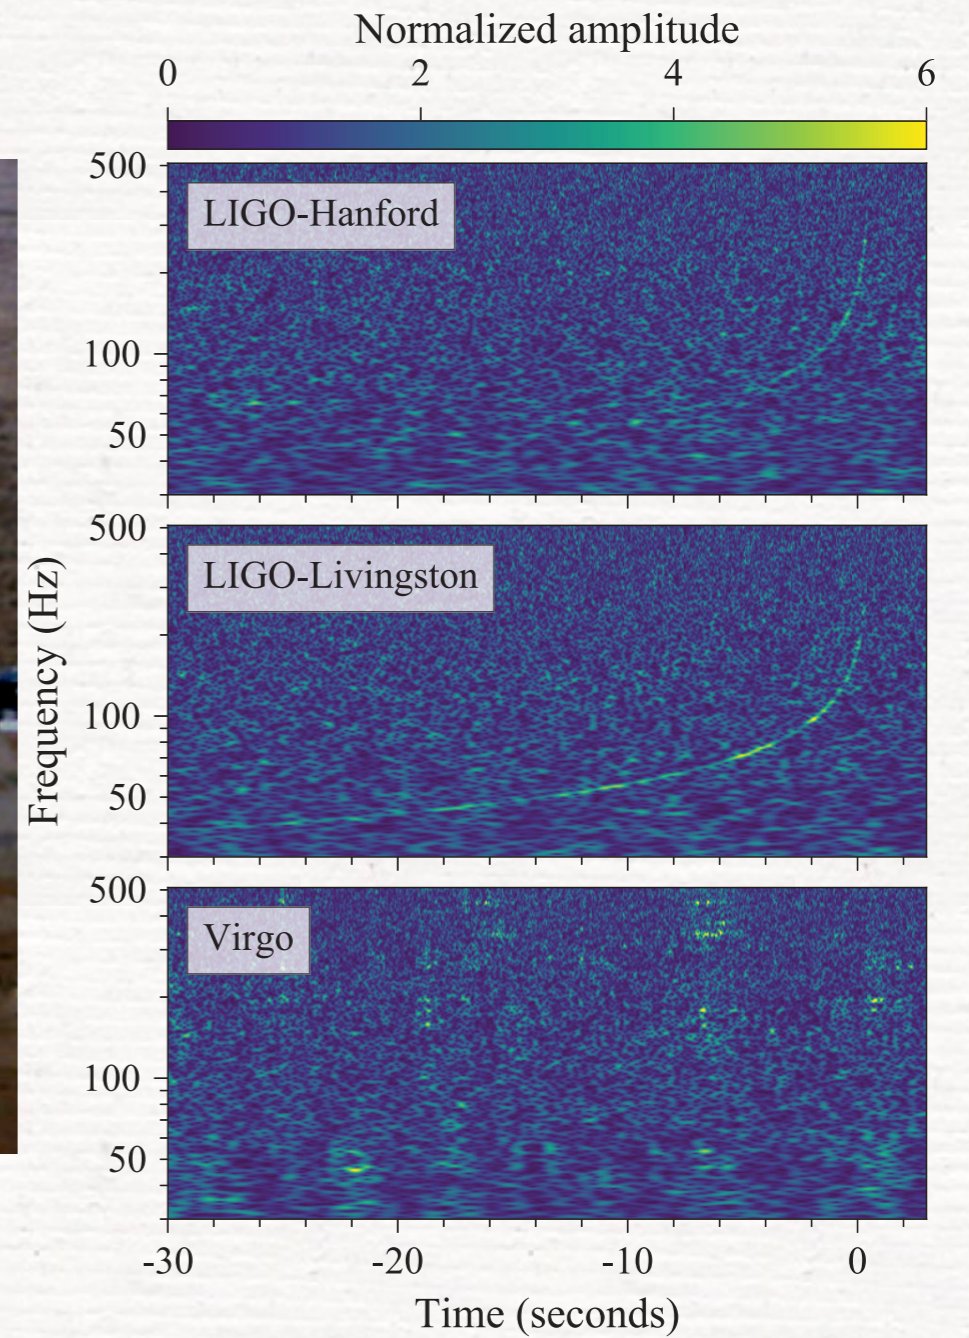 Normalized amplitude
0 2 4 6
500
LIGO-Hanford
100
50
500
LIGO-Livingston
100
50
Frequency (Hz)
500
Virgo
100
50
-30 -20 -10 0
Time (seconds)